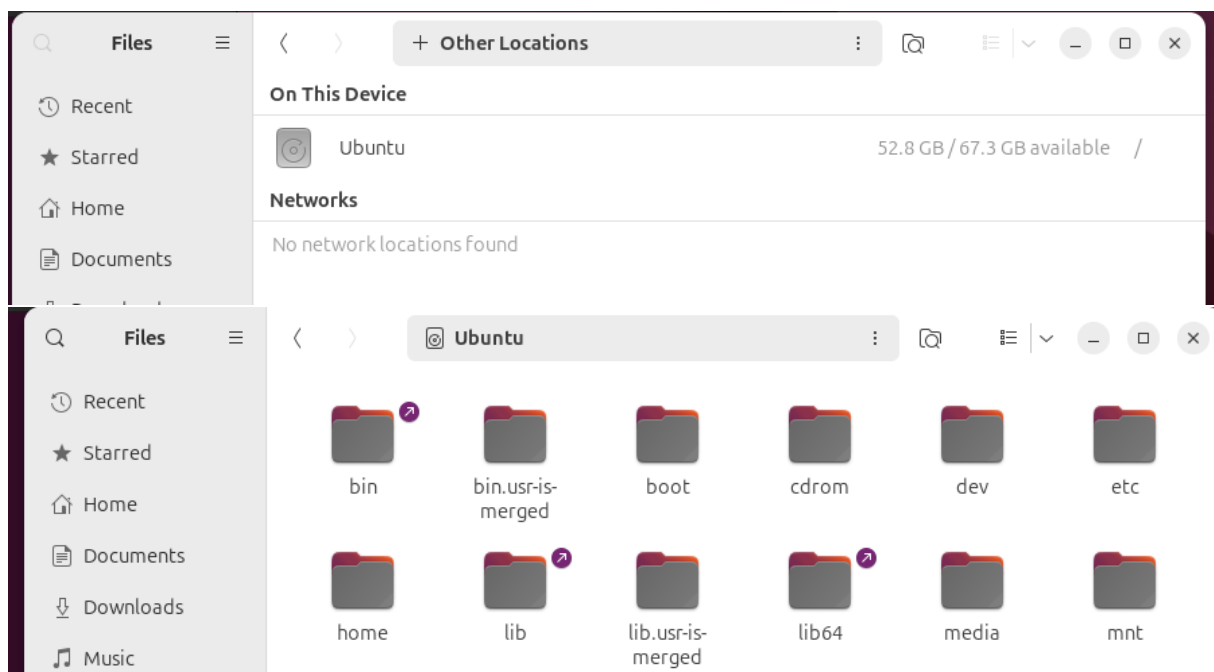 Files
+ Other Locations
On This Device
Recent
Ubuntu
52.8 GB / 67.3 GB available /
Starred
Networks
Home
No network locations found
Documents
Files
Ubuntu
Recent
Starred
bin
bin.usr-is-
merged
boot
cdrom
dev
etc
Home
Documents
Downloads
home
lib
lib.usr-is-
merged
lib64
media
mnt
Music